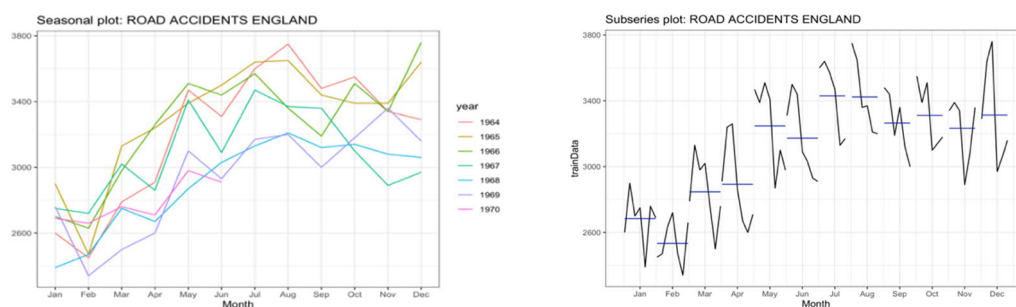 Seasonal plot: ROAD ACCIDENTS ENGLAND
3800
3400
3000
2600
Jan Feb Mar Apr May Jun Jul Aug Sep Oct Nov Dec
Month
year
1964
1965
1966
1967
1968
1969
1970
Subseries plot: ROAD ACCIDENTS ENGLAND
trainData
3800
3400
3000
2600
Jan Feb Mar Apr May Jun Jul Aug Sep Oct Nov Dec
Month